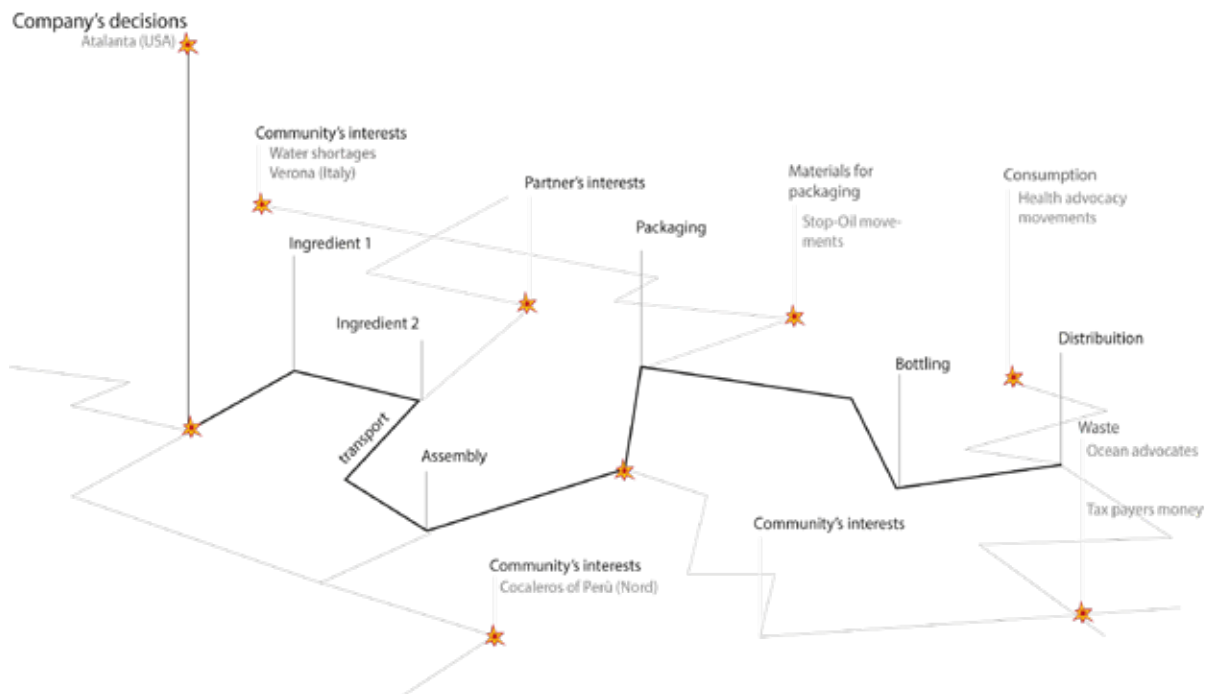 Company's decisions
Atalanta (USA)
Community's interests
Water shortages
Verona (Italy)
Partner's interests
Materials for
packaging
Stop-Oil move-
ments
Consumption
Health advocacy
movements
Ingredient 1
Packaging
Ingredient 2
Distribuition
Bottling
transport
Assembly
Waste
Ocean advocates
Tax payers money
Community's interests
Community's interests
Cocaleros of Perù (Nord)